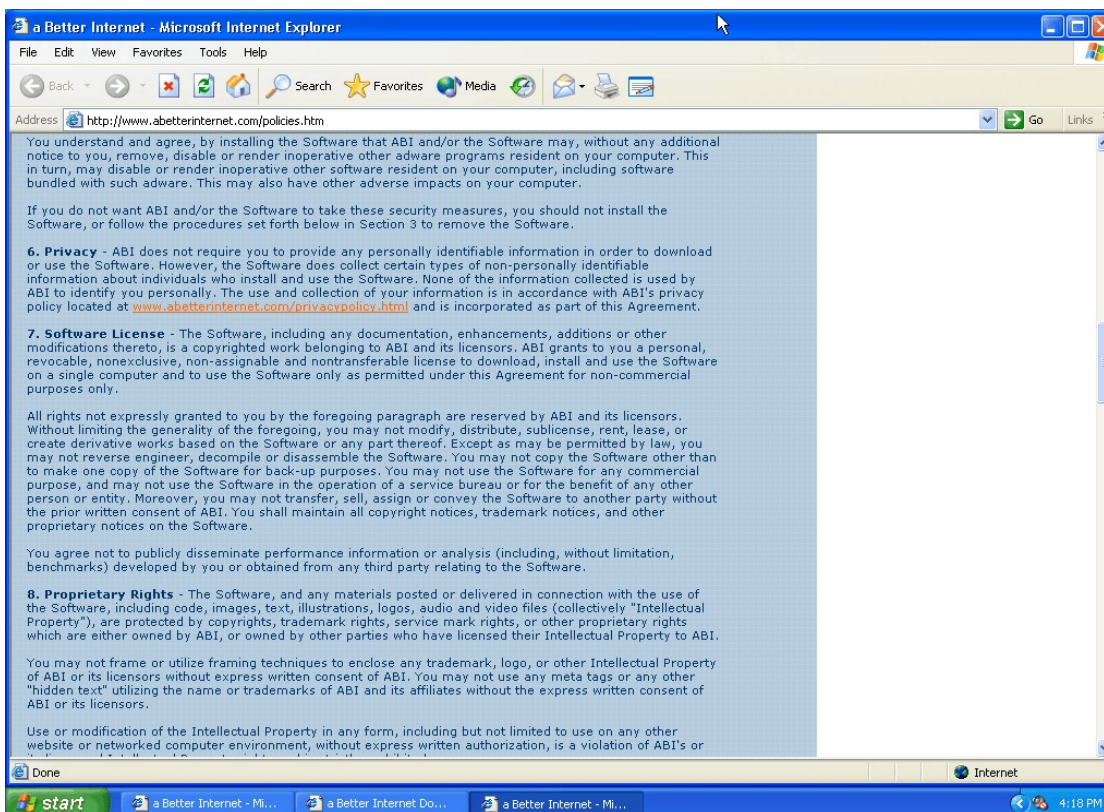 a Better Internet - Microsoft Internet Explorer
File Edit View Favorites Tools Help
Back Search Favorites Media
Address http://www.abetterinternet.com/policies.htm Go Links
You understand and agree, by installing the Software that ABI and/or the Software may, without any additional
notice to you, remove, disable or render inoperative other adware programs resident on your computer. This
in turn, may disable or render inoperative other software resident on your computer, including software
bundled with such adware. This may also have other adverse impacts on your computer.
If you do not want ABI and/or the Software to take these security measures, you should not install the
Software, or follow the procedures set forth below in Section 3 to remove the Software.
6. Privacy - ABI does not require you to provide any personally identifiable information in order to download
or use the Software. However, the Software does collect certain types of non-personally identifiable
information about individuals who install and use the Software. None of the information collected is used by
ABI to identify you personally. The use and collection of your information is in accordance with ABI's privacy
policy located at www.abetterinternet.com/privacypolicy.html and is incorporated as part of this Agreement.
7. Software License - The Software, including any documentation, enhancements, additions or other
modifications thereto, is a copyrighted work belonging to ABI and its licensors. ABI grants to you a personal,
revocable, nonexclusive, non-assignable and nontransferable license to download, install and use the Software
on a single computer and to use the Software only as permitted under this Agreement for non-commercial
purposes only.
All rights not expressly granted to you by the foregoing paragraph are reserved by ABI and its licensors.
Without limiting the generality of the foregoing, you may not modify, distribute, sublicense, rent, lease, or
create derivative works based on the Software or any part thereof. Except as may be permitted by law, you
may not reverse engineer, decompile or disassemble the Software. You may not copy the Software other than
to make one copy of the Software for back-up purposes. You may not use the Software for any commercial
purpose, and may not use the Software in the operation of a service bureau or for the benefit of any other
person or entity. Moreover, you may not transfer, sell, assign or convey the Software to another party without
the prior written consent of ABI. You shall maintain all copyright notices, trademark notices, and other
proprietary notices on the Software.
You agree not to publicly disseminate performance information or analysis (including, without limitation,
benchmarks) developed by you or obtained from any third party relating to the Software.
8. Proprietary Rights - The Software, and any materials posted or delivered in connection with the use of
the Software, including code, images, text, illustrations, logos, audio and video files (collectively "Intellectual
Property"), are protected by copyrights, trademark rights, service mark rights, or other proprietary rights
which are either owned by ABI, or owned by other parties who have licensed their Intellectual Property to ABI.
You may not frame or utilize framing techniques to enclose any trademark, logo, or other Intellectual Property
of ABI or its licensors without express written consent of ABI. You may not use any meta tags or any other
"hidden text" utilizing the name or trademarks of ABI and its affiliates without the express written consent of
ABI or its licensors.
Use or modification of the Intellectual Property in any form, including but not limited to use on any other
website or networked computer environment, without express written authorization, is a violation of ABI's or
Done Internet
start a Better Internet - Mi... a Better Internet Do... a Better Internet - Mi... 4:18 PM